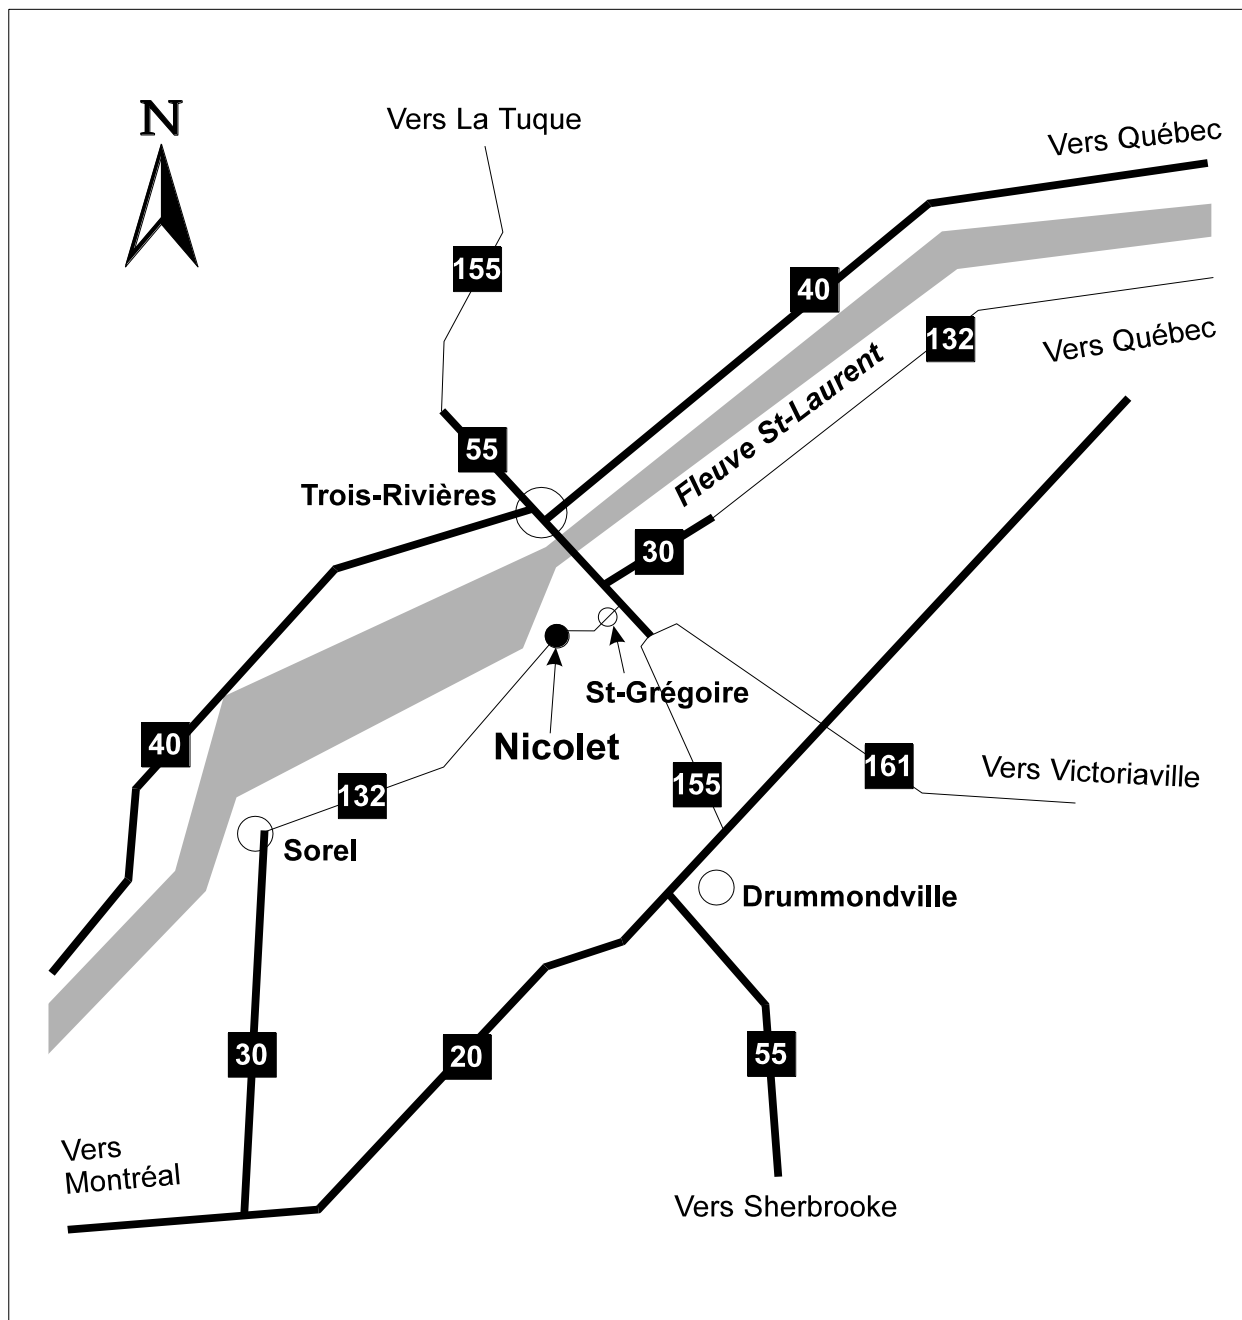 N
Vers La Tuque
Vers Québec
155
40
132
Vers Québec
Fleuve St-Laurent
55
Trois-Rivières
30
St-Grégoire
Nicolet
40
132
155
161
Vers Victoriaville
Sorel
Drummondville
30
20
55
Vers
Montréal
Vers Sherbrooke